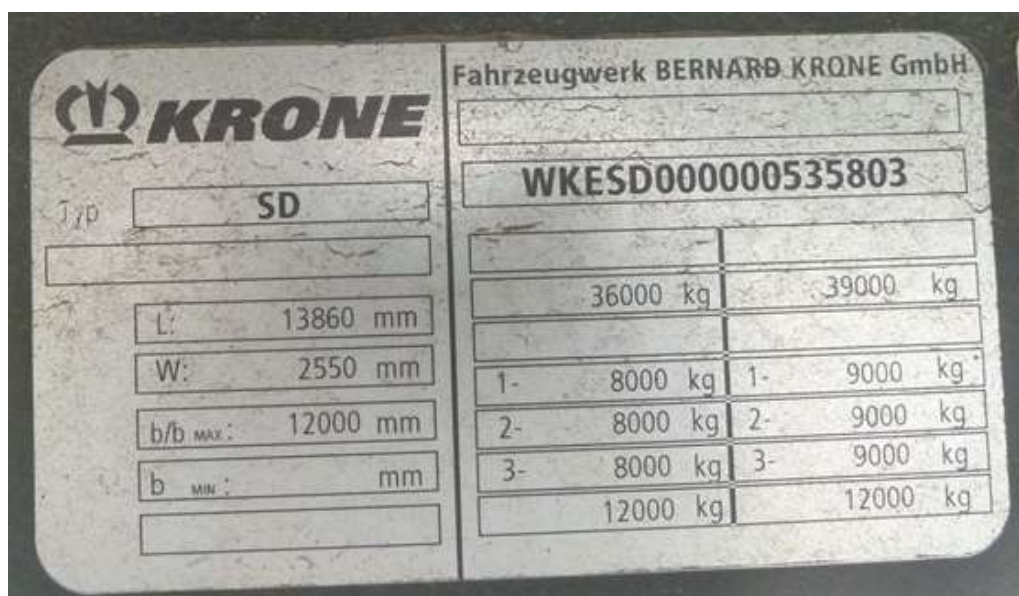 KRONE
Typ SD
L: 13860 mm
W: 2550 mm
b/b MAX: 12000 mm
b MIN: mm
Fahrzeugwerk BERNARD KRONE GmbH
WKESD000000535803
36000 kg 39000 kg
1- 8000 kg 1- 9000 kg
2- 8000 kg 2- 9000 kg
3- 8000 kg 3- 9000 kg
12000 kg 12000 kg